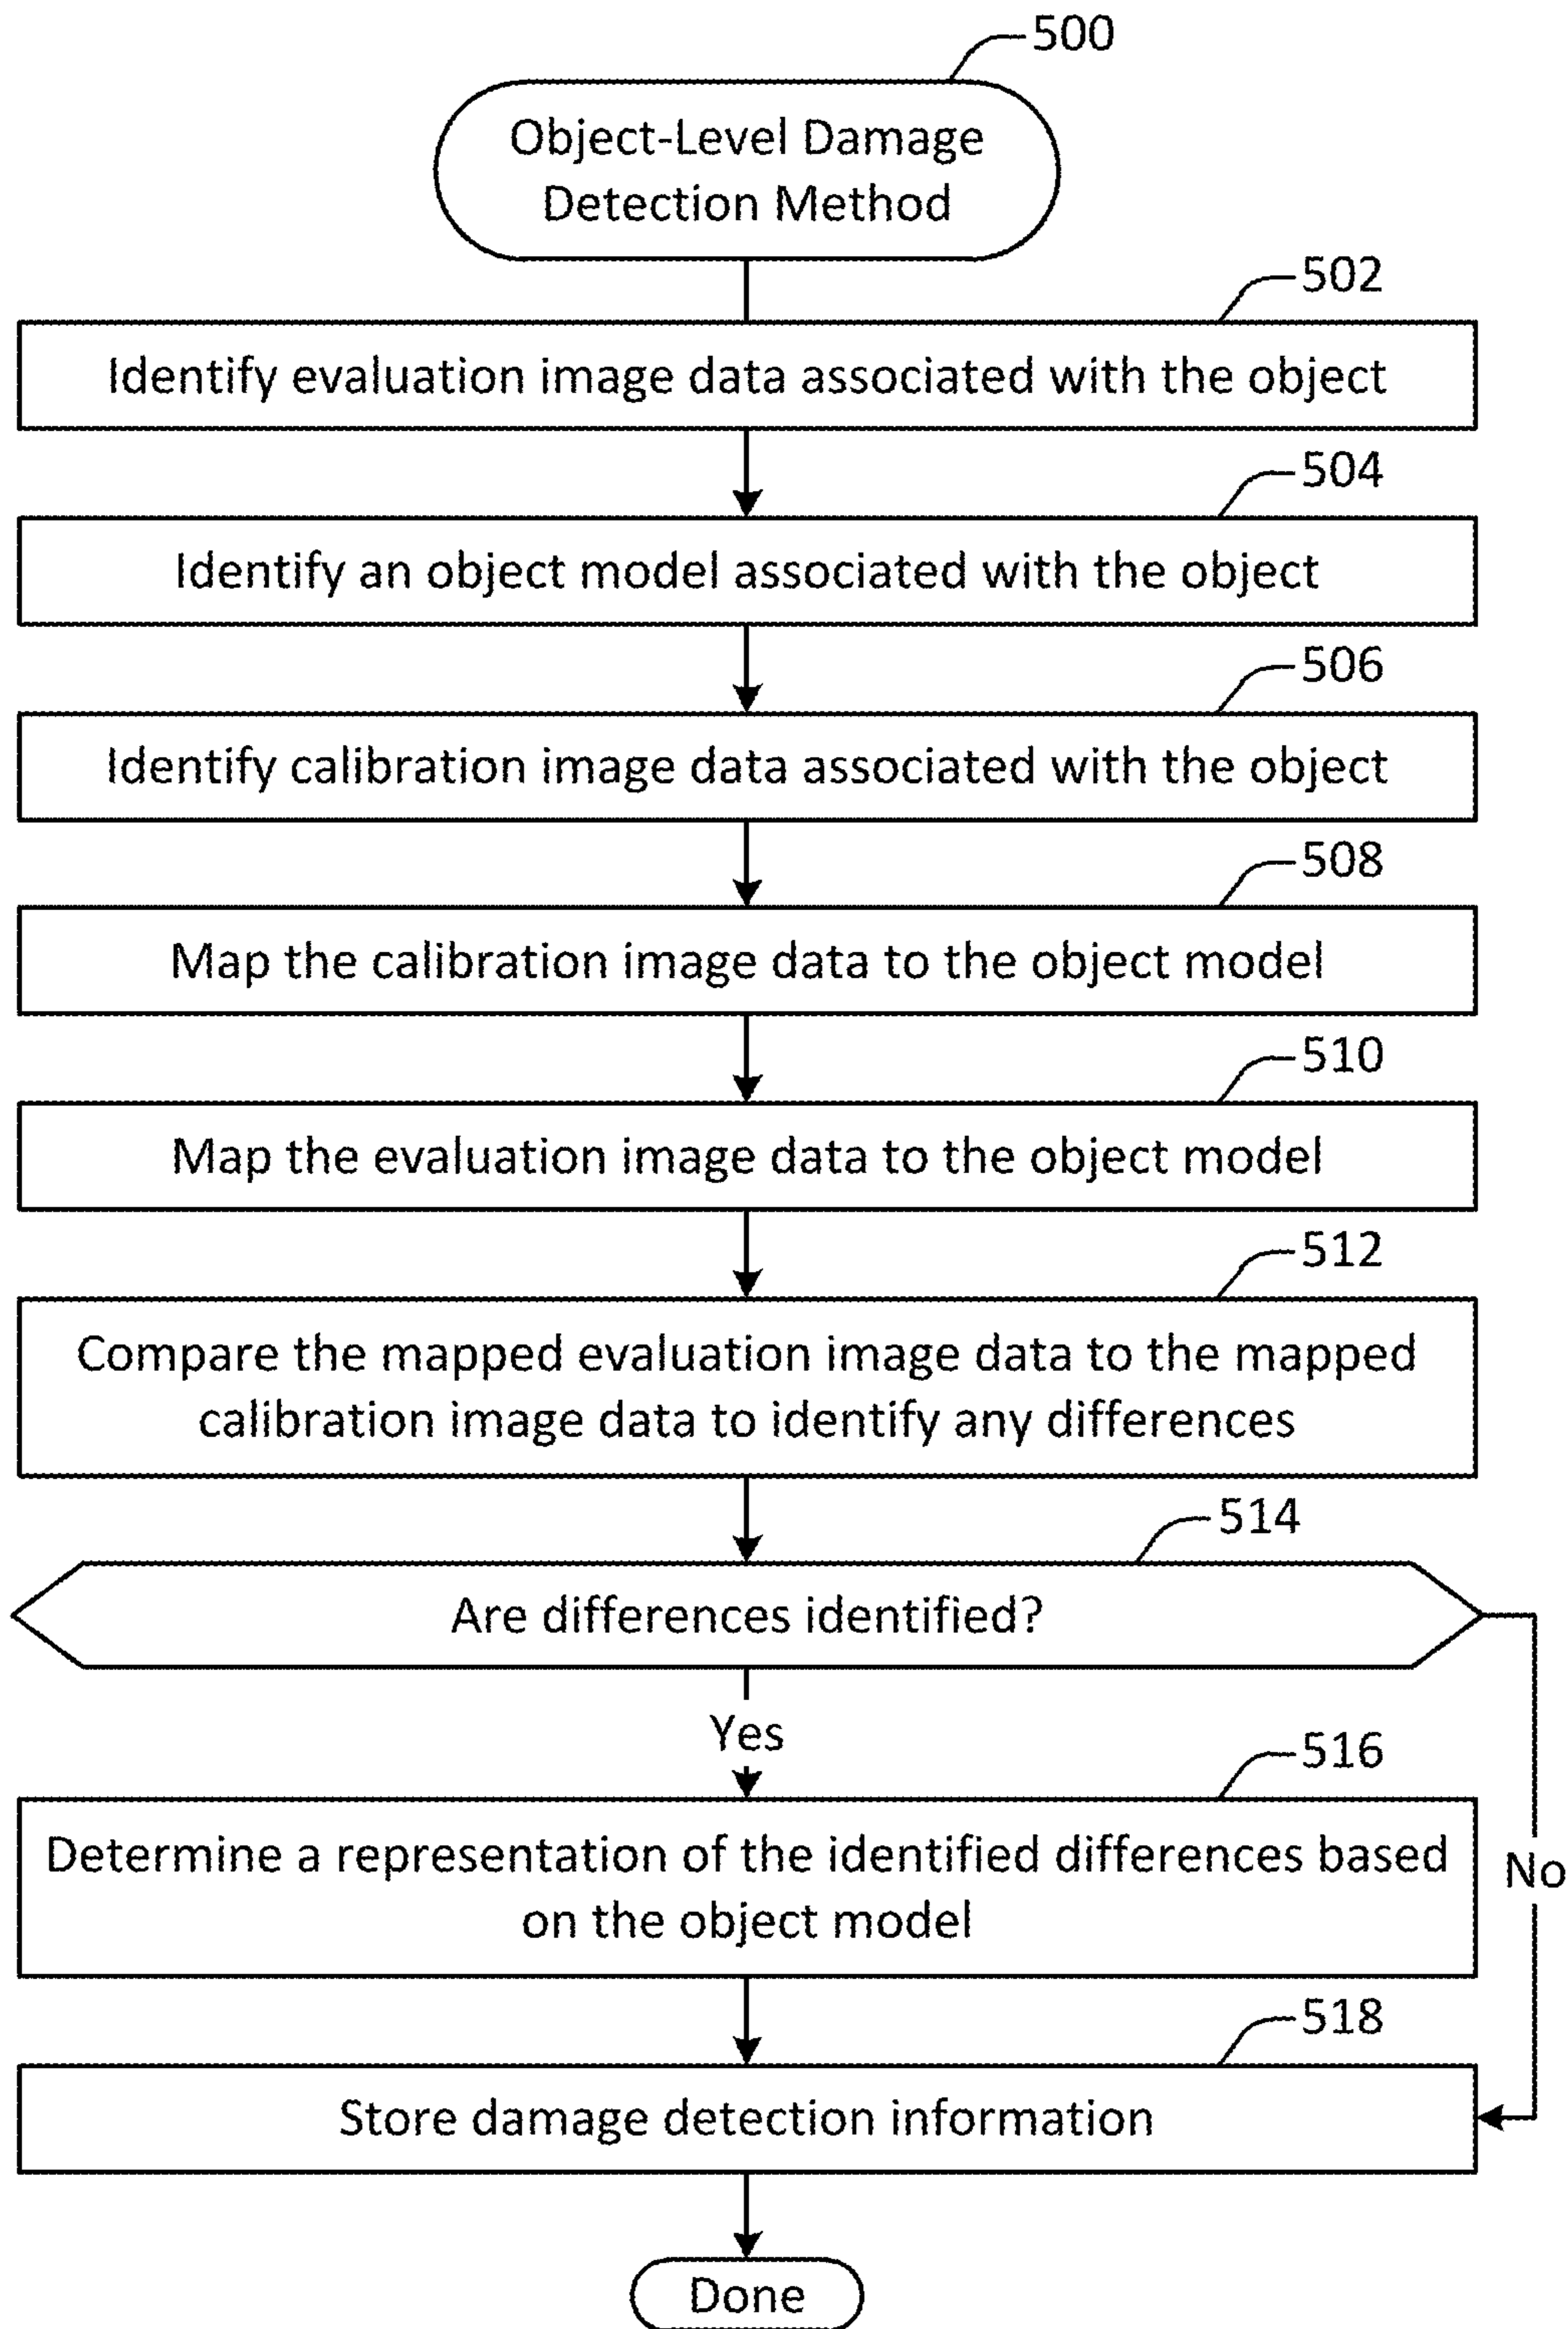 500
Object-Level Damage
Detection Method
502
Identify evaluation image data associated with the object
504
Identify an object model associated with the object
506
Identify calibration image data associated with the object
508
Map the calibration image data to the object model
510
Map the evaluation image data to the object model
512
Compare the mapped evaluation image data to the mapped
calibration image data to identify any differences
514
Are differences identified?
Yes
516
Determine a representation of the identified differences based
on the object model
No
518
Store damage detection information
Done